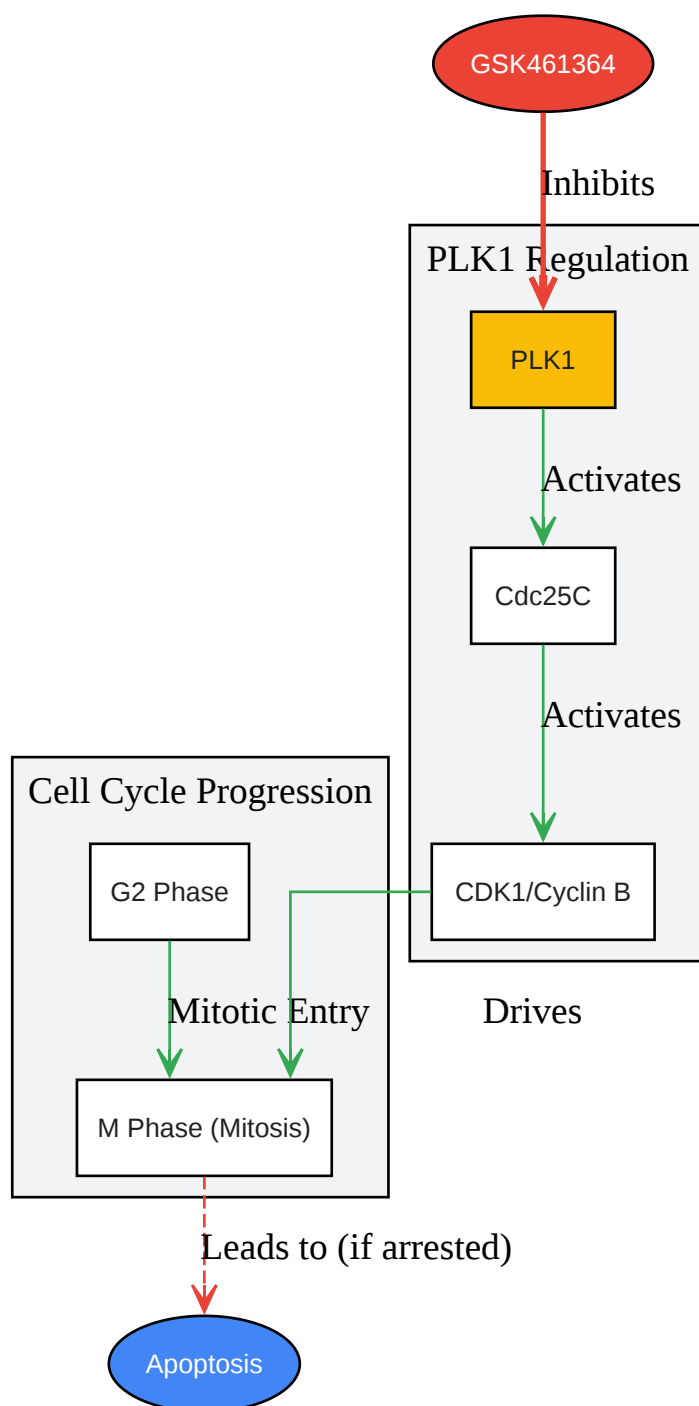 GSK461364
Inhibits
PLK1 Regulation
PLK1
Activates
Cdc25C
Activates
Cell Cycle Progression
G2 Phase
CDK1/Cyclin B
Mitotic Entry
Drives
M Phase (Mitosis)
Leads to (if arrested)
Apoptosis